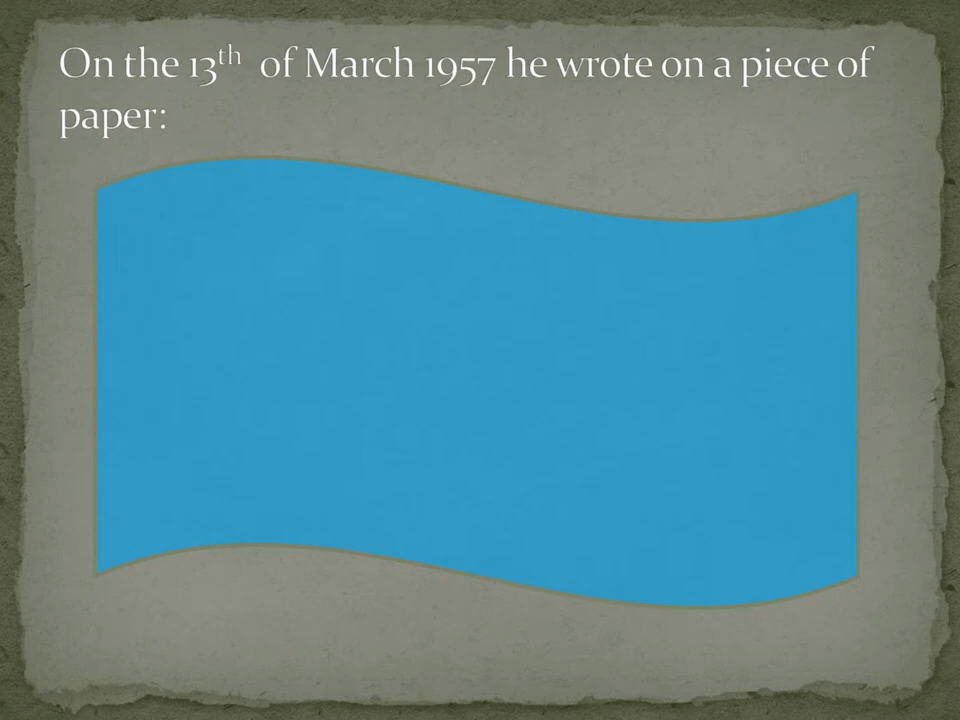 On the 13th of March 1957 he wrote on a piece of
paper: